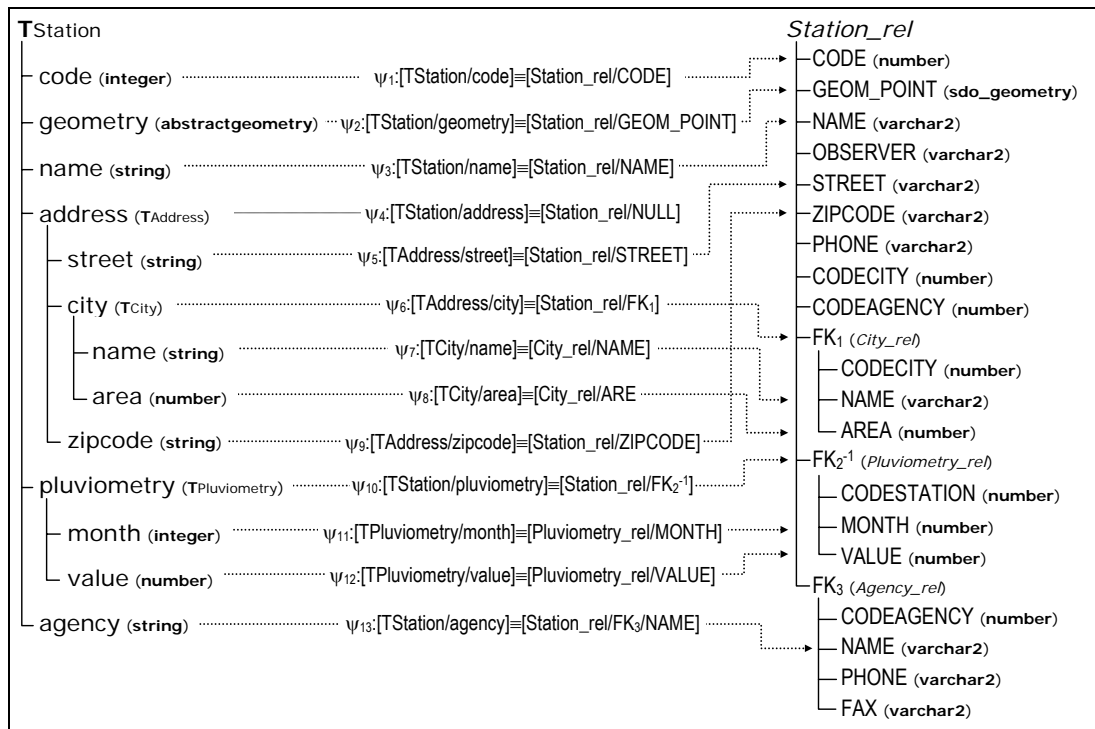 TStation
code (integer)
geometry (abstractgeometry)
name (string)
address (TAddress)
street (string)
city (TCity)
name (string)
area (number)
zipcode (string)
pluviometry (TPluviometry)
month (integer)
value (number)
agency (string)
ψ1:[TStation/code]≡[Station_rel/CODE]
ψ2:[TStation/geometry]≡[Station_rel/GEOM_POINT]
ψ3:[TStation/name]≡[Station_rel/NAME]
ψ4:[TStation/address]≡[Station_rel/NULL]
ψ5:[TAddress/street]≡[Station_rel/STREET]
ψ6:[TAddress/city]≡[Station_rel/FK1]
ψ7:[TCity/name]≡[City_rel/NAME]
ψ8:[TCity/area]≡[City_rel/ARE
ψ9:[TAddress/zipcode]≡[Station_rel/ZIPCODE]
ψ10:[TStation/pluviometry]≡[Station_rel/FK2-1]
ψ11:[TPluviometry/month]≡[Pluviometry_rel/MONTH]
ψ12:[TPluviometry/value]≡[Pluviometry_rel/VALUE]
ψ13:[TStation/agency]≡[Station_rel/FK3/NAME]
Station_rel
CODE (number)
GEOM_POINT (sdo_geometry)
NAME (varchar2)
OBSERVER (varchar2)
STREET (varchar2)
ZIPCODE (varchar2)
PHONE (varchar2)
CODECITY (number)
CODEAGENCY (number)
FK1 (City_rel)
CODECITY (number)
NAME (varchar2)
AREA (number)
FK2-1 (Pluviometry_rel)
CODESTATION (number)
MONTH (number)
VALUE (number)
FK3 (Agency_rel)
CODEAGENCY (number)
NAME (varchar2)
PHONE (varchar2)
FAX (varchar2)